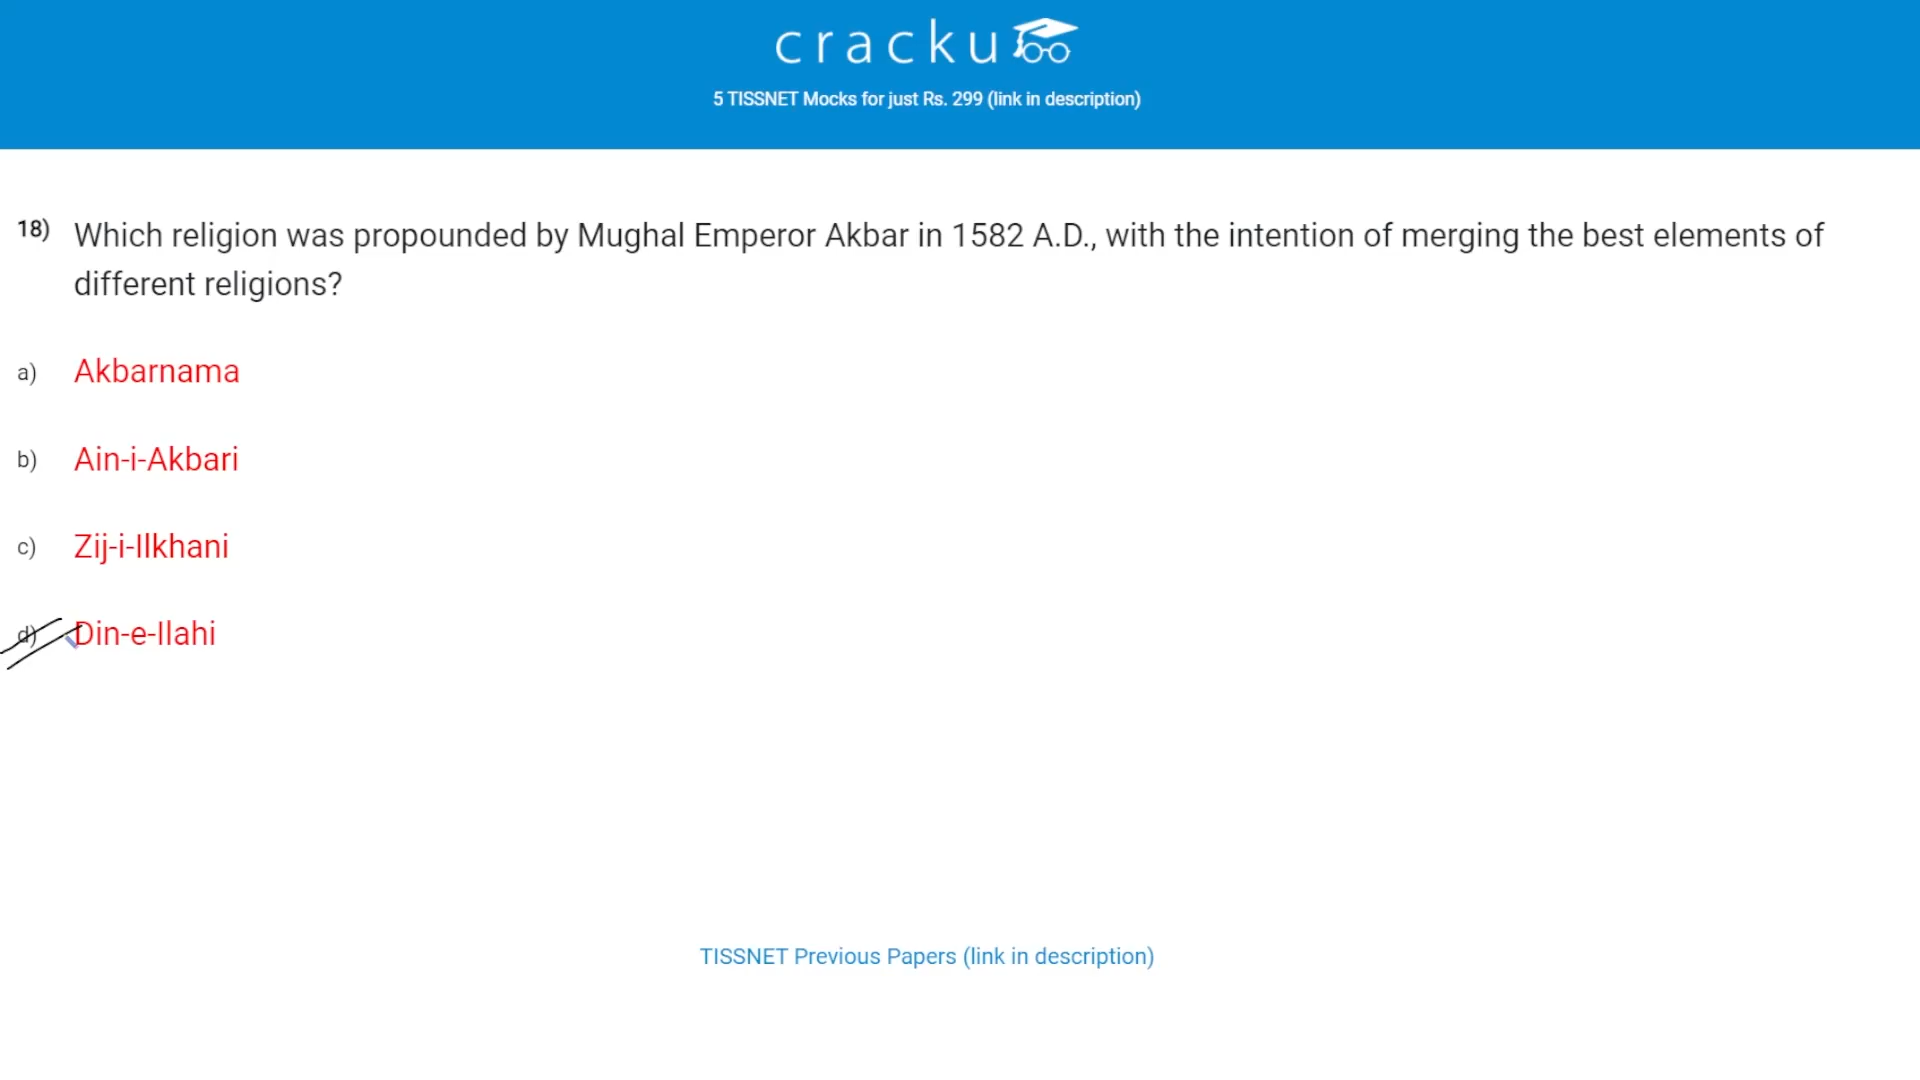 cracku
5 TISSNET Mocks for just Rs. 299 (link in description)
18) Which religion was propounded by Mughal Emperor Akbar in 1582 A.D., with the intention of merging the best elements of
different religions?
a) Akbarnama
b) Ain-i-Akbari
c) Zij-i-Ilkhani
d) Din-e-Ilahi
TISSNET Previous Papers (link in description)